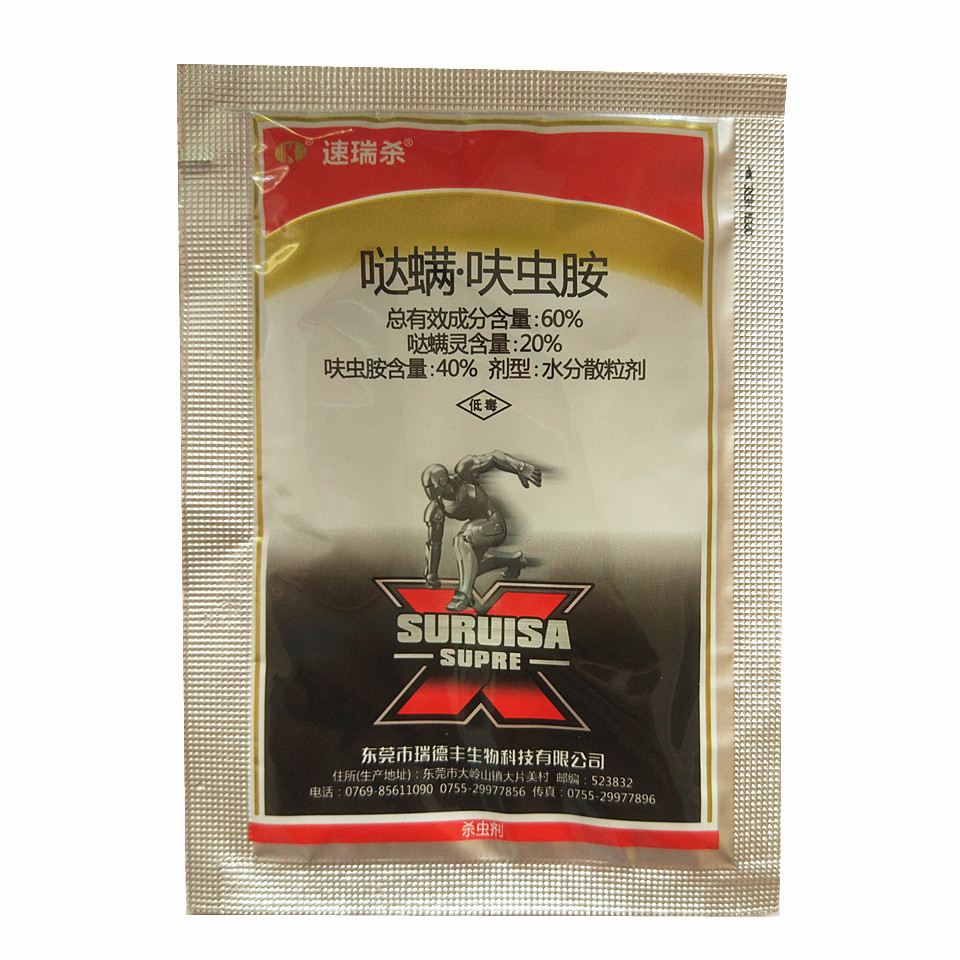 速瑞杀®
哒螨·呋虫胺
总有效成分含量:60%
哒螨灵含量:20%
呋虫胺含量:40% 剂型:水分散粒剂
低毒
SURUISA
SUPRE
东莞市瑞德丰生物科技有限公司
住所(生产地址):东莞市大岭山镇大片美村 邮编:523832
电话:0769-85611090 0755-29977856 传真:0755-29977896
杀虫剂